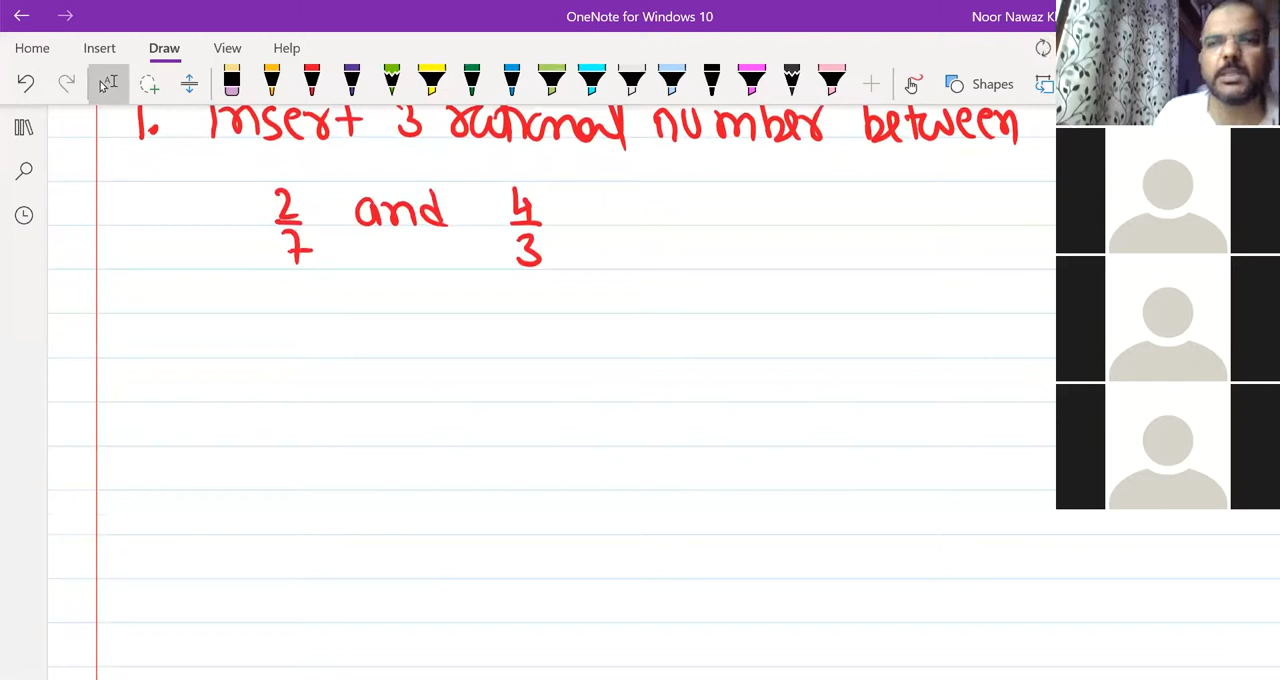 OneNote for Windows 10
Noor Nawaz K
Home Insert Draw View Help
Shapes
1. Insert 3 rational number between
2/7 and 4/3